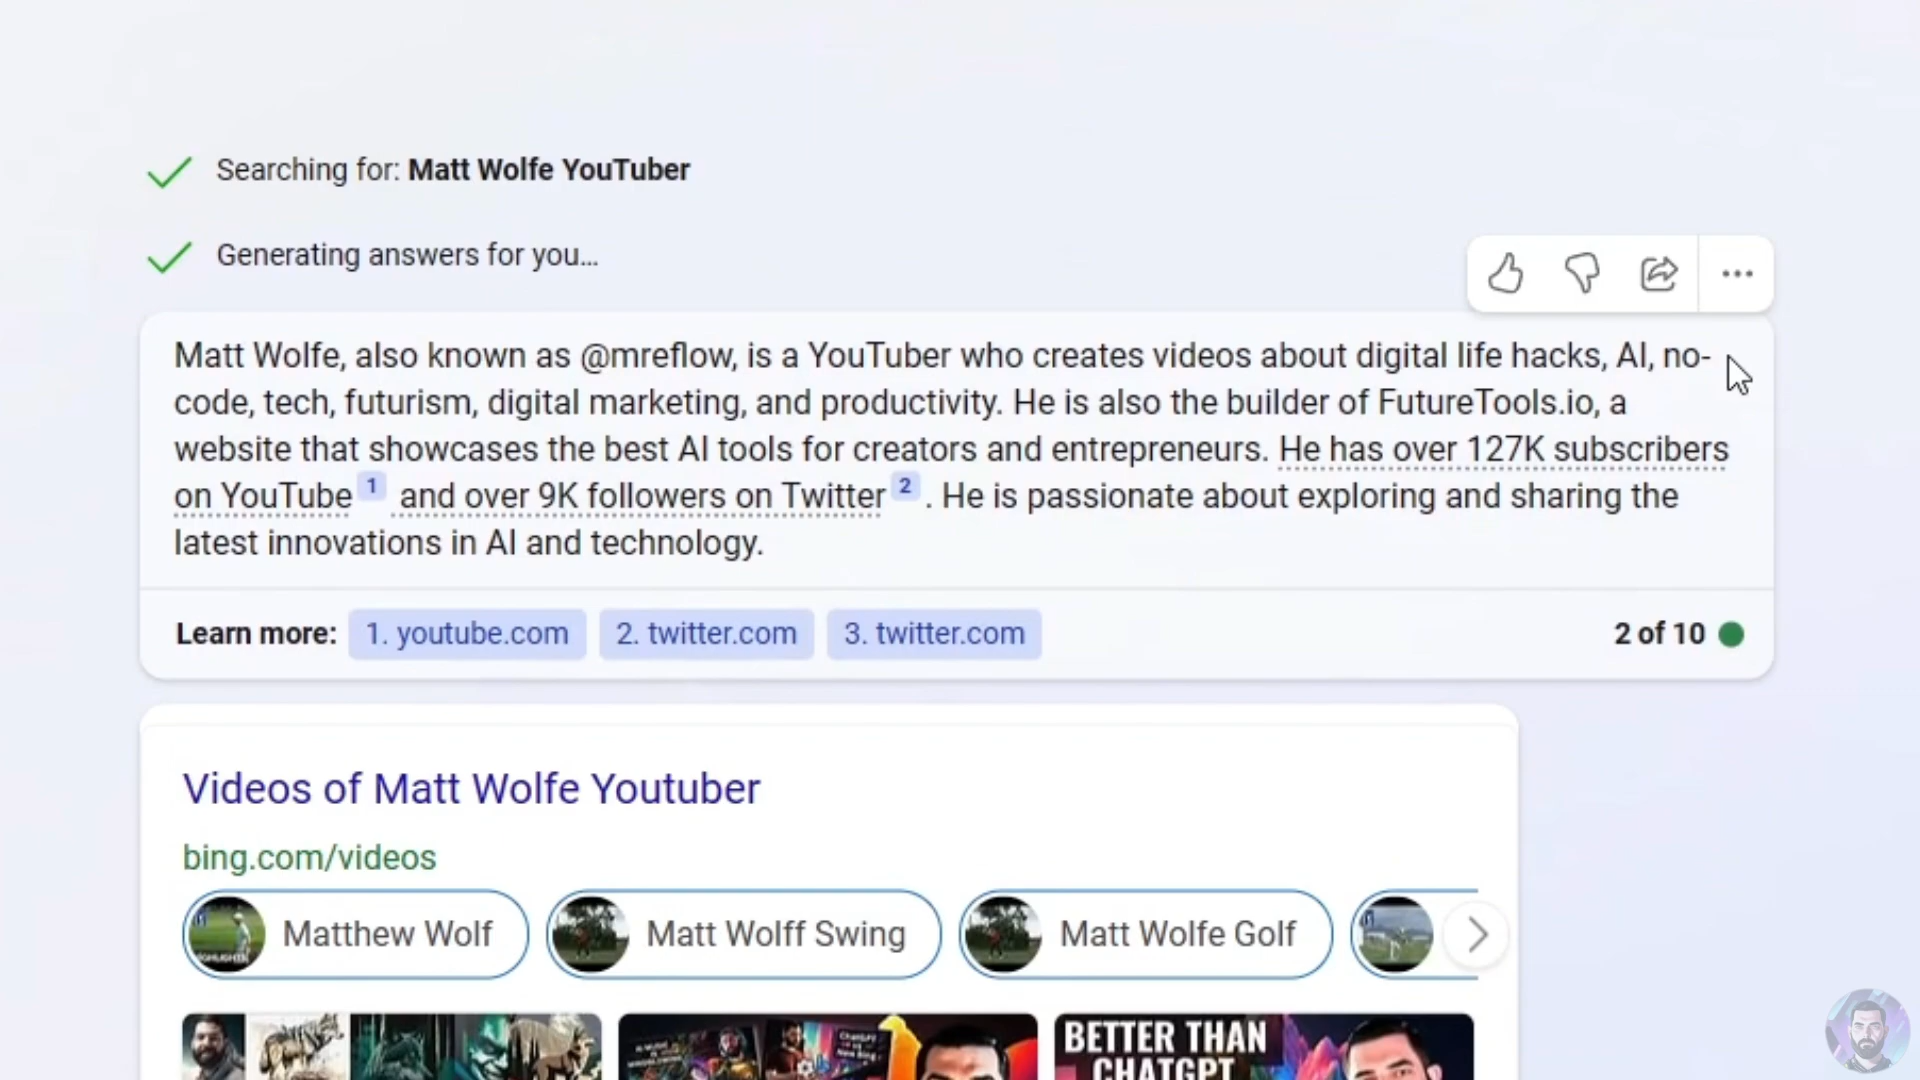 Searching for: Matt Wolfe YouTuber
Generating answers for you...
Matt Wolfe, also known as @mreflow, is a YouTuber who creates videos about digital life hacks, AI, no-
code, tech, futurism, digital marketing, and productivity. He is also the builder of FutureTools.io, a
website that showcases the best AI tools for creators and entrepreneurs. He has over 127K subscribers
on YouTube 1 and over 9K followers on Twitter 2 . He is passionate about exploring and sharing the
latest innovations in AI and technology.
Learn more: 1. youtube.com 2. twitter.com 3. twitter.com 2 of 10
Videos of Matt Wolfe Youtuber
bing.com/videos
Matthew Wolf Matt Wolff Swing Matt Wolfe Golf
BETTER THAN
CHATGPT